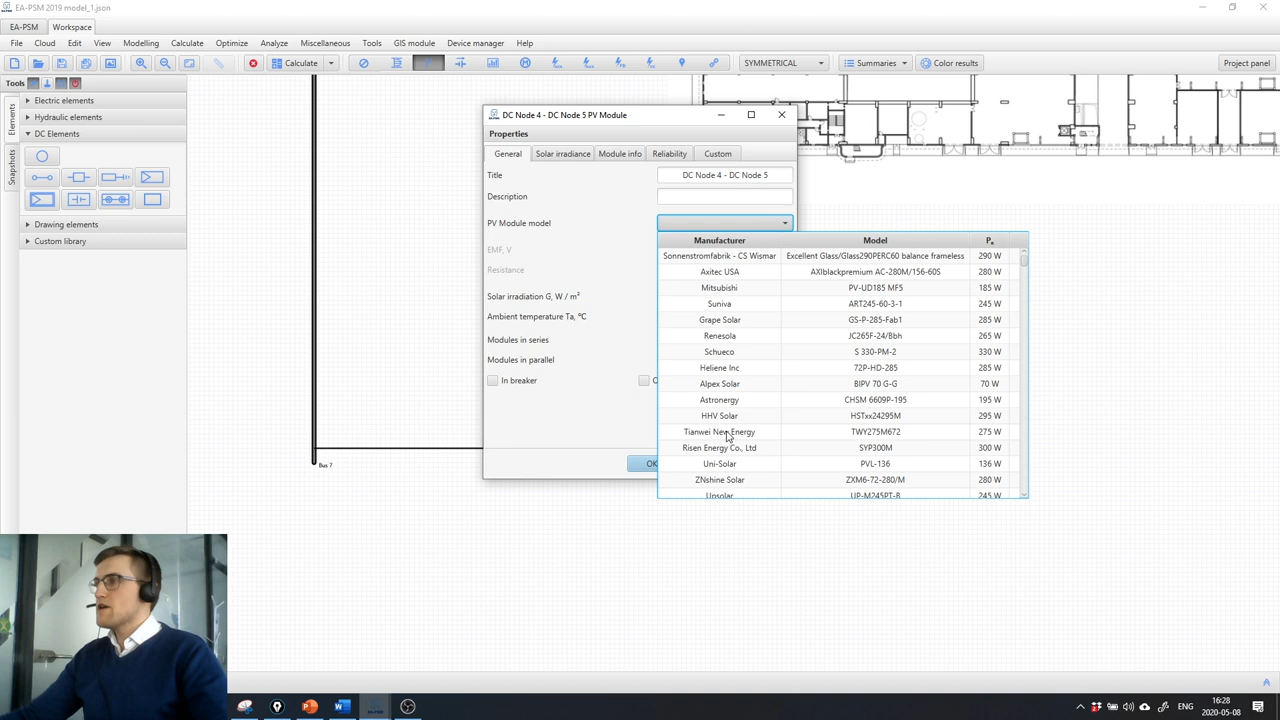 EA-PSM 2019 model_1.json
EA-PSM Workspace
File Cloud Edit View Modelling Calculate Optimize Analyze Miscellaneous Tools GIS module Device manager Help
Calculate SYMMETRICAL Summaries Color results Project panel
Tools
Elements
Snapshots
Electric elements
Hydraulic elements
DC Elements
Drawing elements
Custom library
Bus 7
DC Node 4 - DC Node 5 PV Module
Properties
General Solar irradiance Module info Reliability Custom
Title DC Node 4 - DC Node 5
Description
PV Module model
EMF, V
Resistance
Solar irradiation G, W / m²
Ambient temperature Ta, ºC
Modules in series
Modules in parallel
In breaker
OK
Manufacturer Model Pₙ
Sonnenstromfabrik - CS Wismar Excellent Glass/Glass290PERC60 balance frameless 290 W
Axitec USA AXIblackpremium AC-280M/156-60S 280 W
Mitsubishi PV-UD185 MF5 185 W
Suniva ART245-60-3-1 245 W
Grape Solar GS-P-285-Fab1 285 W
Renesola JC265F-24/Bbh 265 W
Schueco S 330-PM-2 330 W
Heliene Inc 72P-HD-285 285 W
Alpex Solar BIPV 70 G-G 70 W
Astronergy CHSM 6609P-195 195 W
HHV Solar HSTxx24295M 295 W
Tianwei New Energy TWY275M672 275 W
Risen Energy Co., Ltd SYP300M 300 W
Uni-Solar PVL-136 136 W
ZNshine Solar ZXM6-72-280/M 280 W
Upsolar UP-M245PT-B 245 W
ENG
16:28
2020-05-08